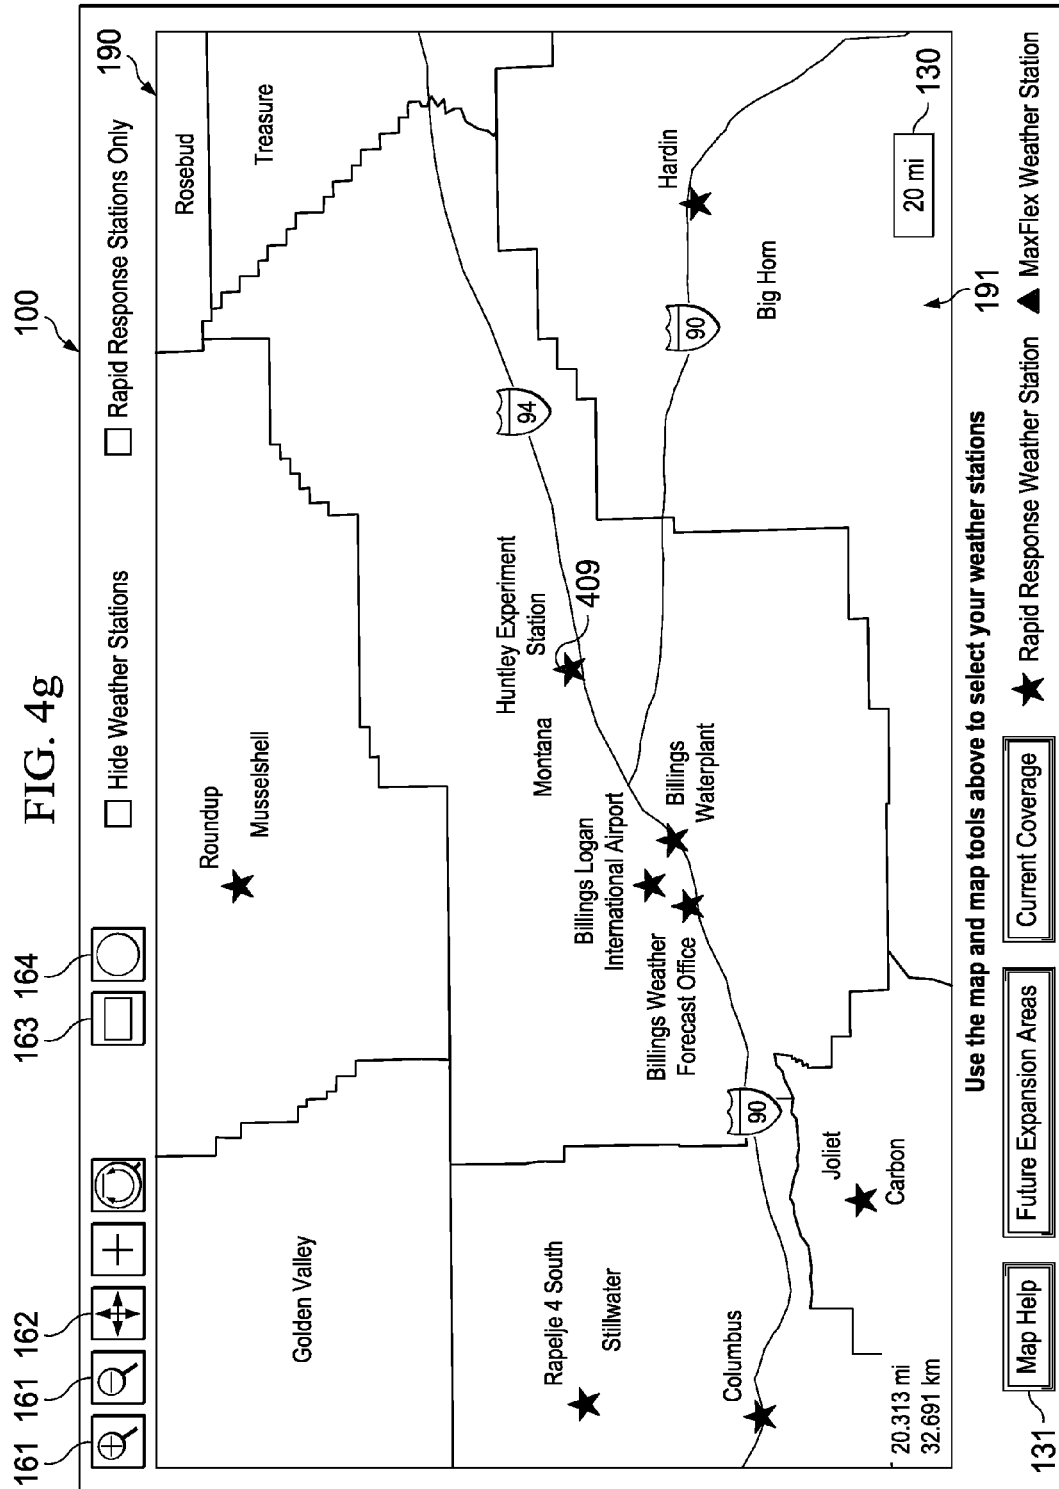 FIG. 4g
100
190
161
161
162
163
164
Hide Weather Stations
Rapid Response Stations Only
Rosebud
Treasure
Roundup
Musselshell
Golden Valley
94
Huntley Experiment
Station
409
Montana
Rapelje 4 South
Stillwater
Billings Logan
International Airport
Billings
Waterplant
Billings Weather
Forecast Office
90
Hardin
Big Horn
Columbus
90
Joliet
Carbon
20.313 mi
32.691 km
20 mi
130
191
Use the map and map tools above to select your weather stations
131
Map Help
Future Expansion Areas
Current Coverage
Rapid Response Weather Station
MaxFlex Weather Station